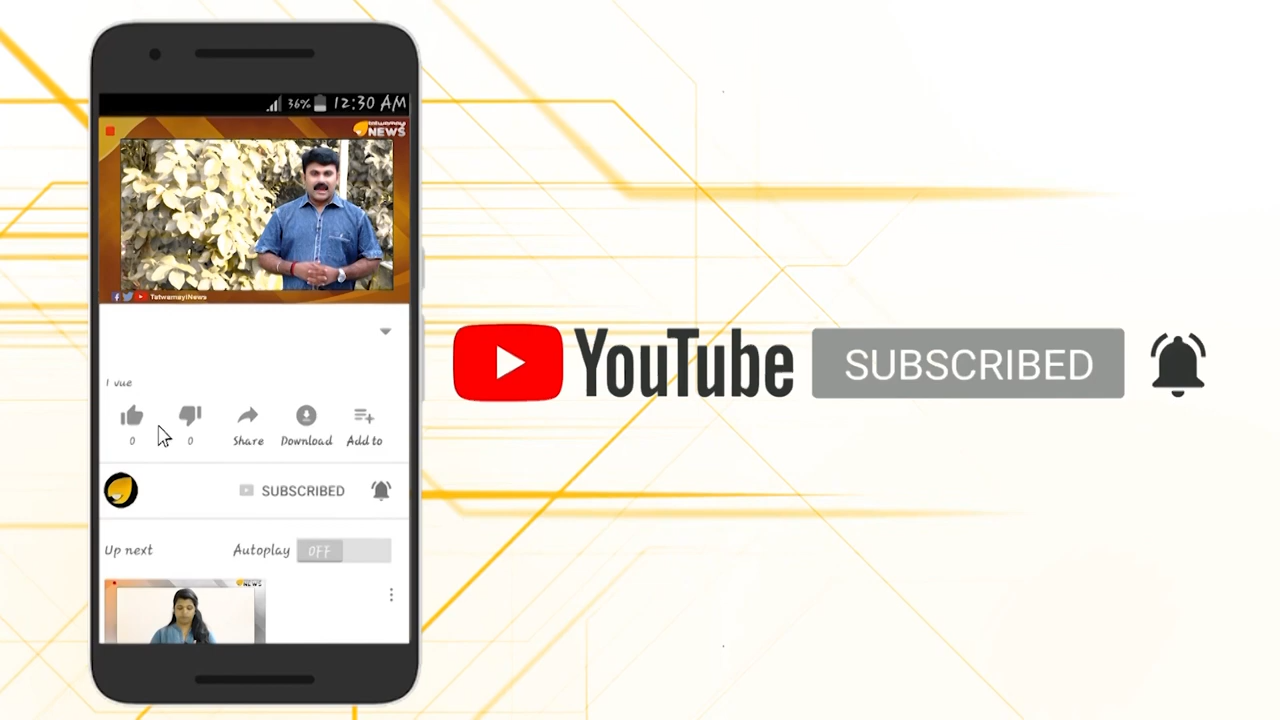 36% 12:30 AM
tatwamayi
NEWS
TatwamayiNews
1 vue
0 0 Share Download Add to
SUBSCRIBED
Up next Autoplay OFF
NEWS
YouTube SUBSCRIBED